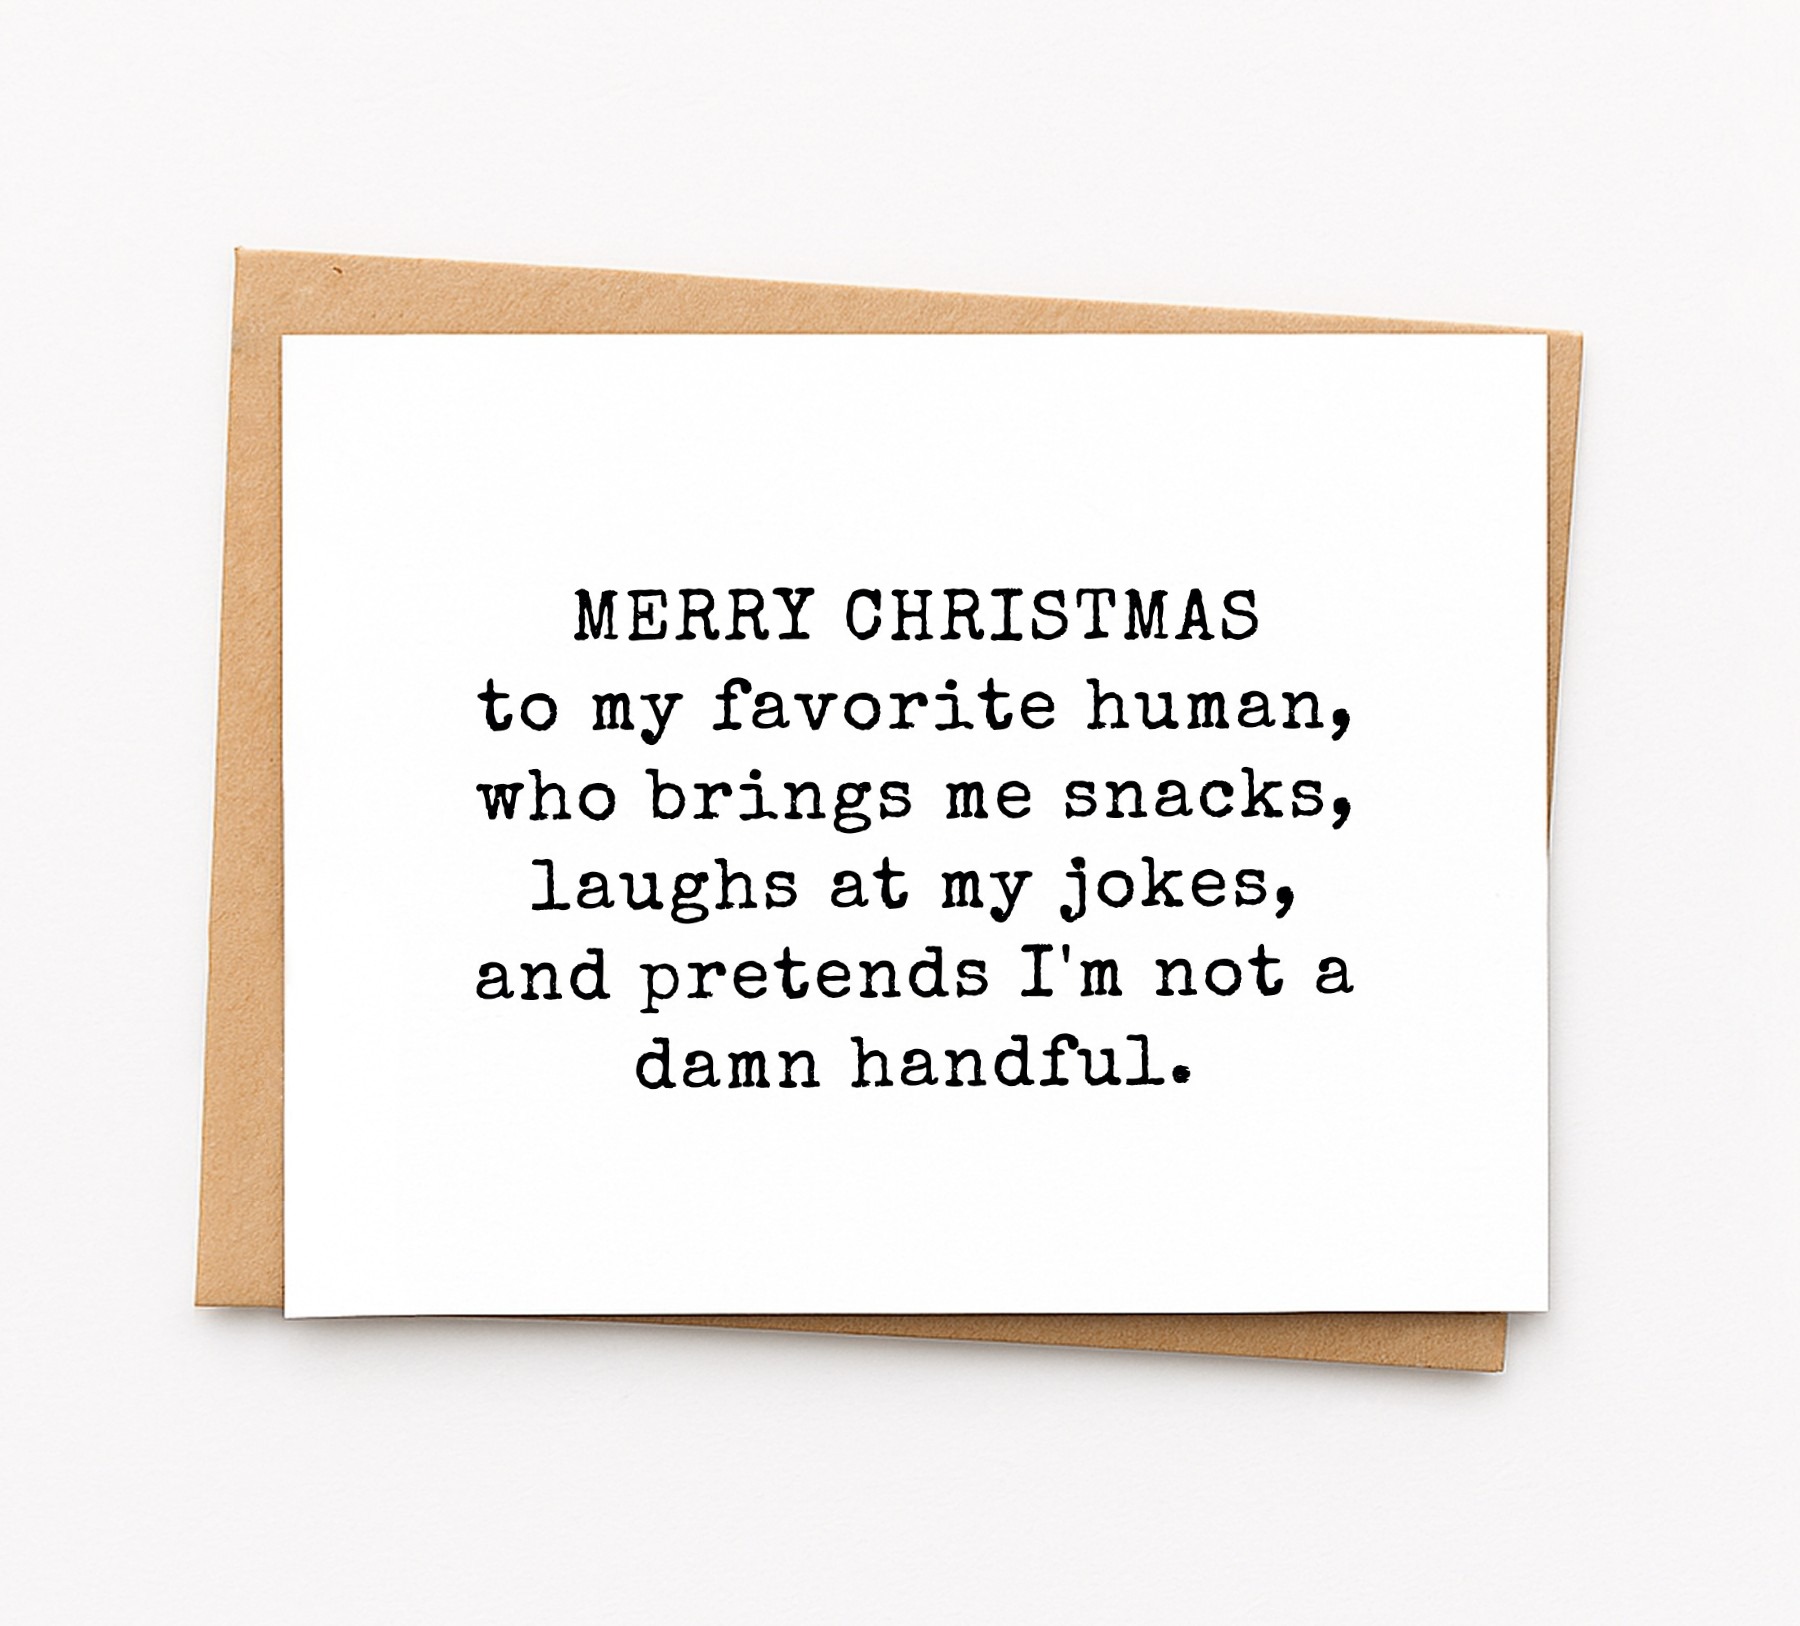 MERRY CHRISTMAS
to my favorite human,
who brings me snacks,
laughs at my jokes,
and pretends I'm not a
damn handful.